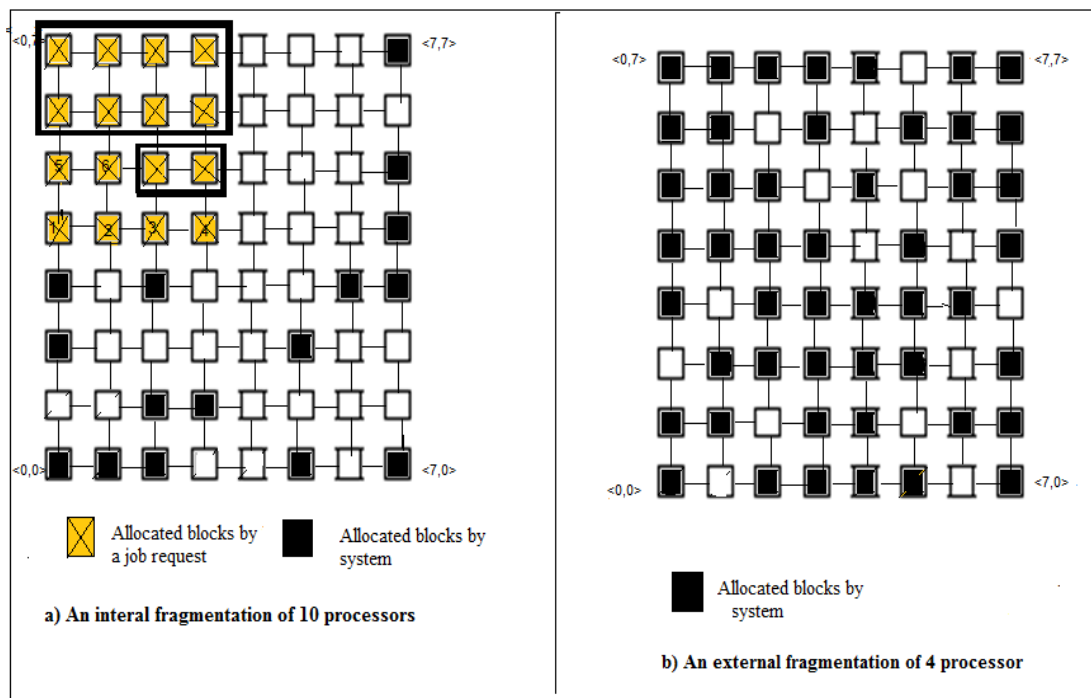 <0,7>
<7,7>
5 6
1 2 3 4
<0,0>
<7,0>
Allocated blocks by
a job request
Allocated blocks by
system
a) An interal fragmentation of 10 processors
<0,7>
<7,7>
<0,0>
<7,0>
Allocated blocks by
system
b) An external fragmentation of 4 processor